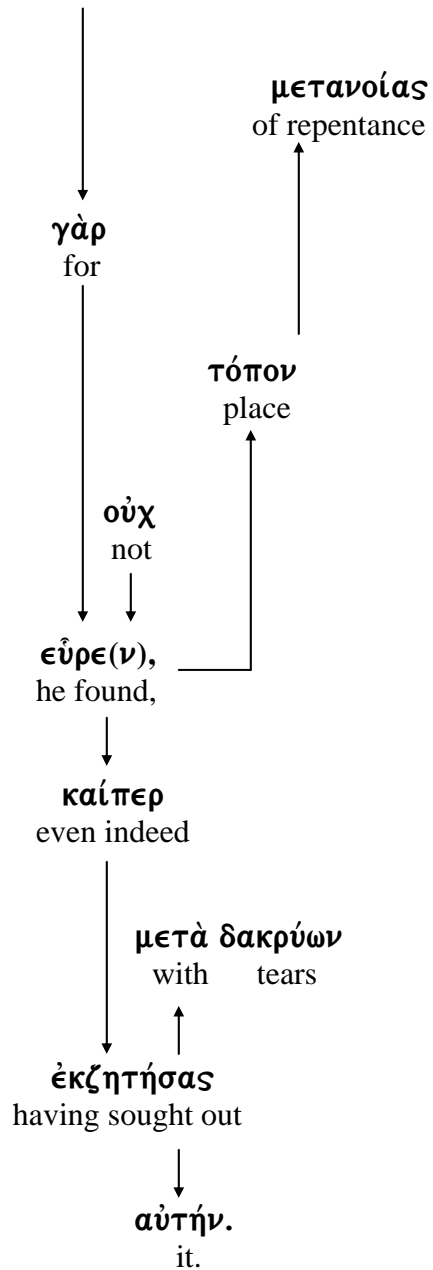 μετανοίας
of repentance
γὰρ
for
τόπον
place
οὐχ
not
εὗρε(ν),
he found,
καίπερ
even indeed
μετὰ δακρύων
with tears
ἐκζητήσας
having sought out
αὐτήν.
it.